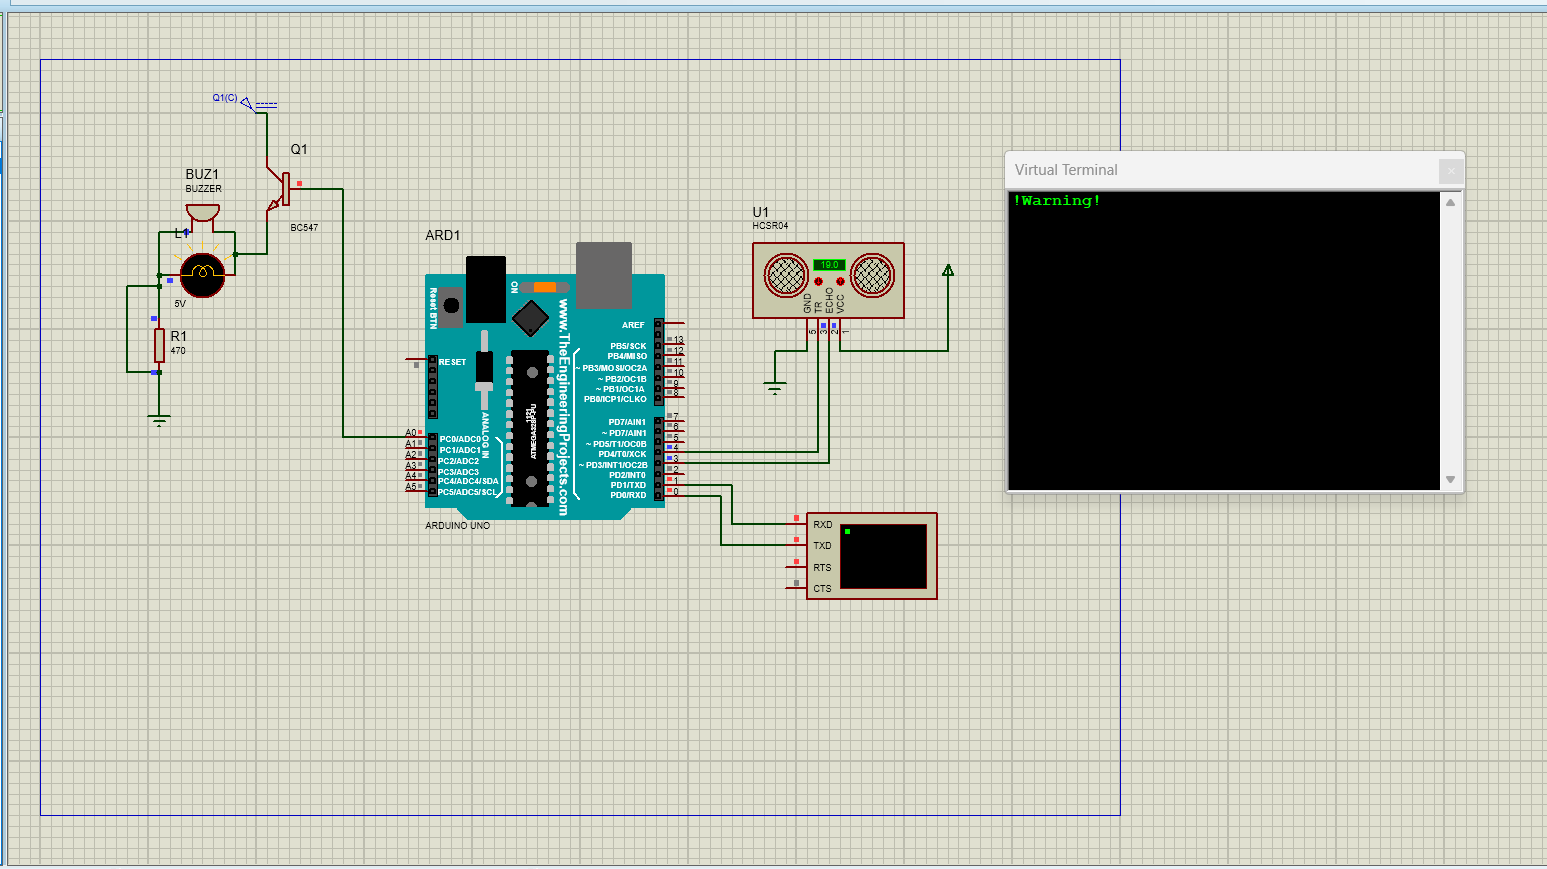 Q1(C)
Q1
BC547
BUZ1
BUZZER
L1
5V
R1
470
ARD1
ARDUINO UNO
Reset BTN
ON
www.TheEngineeringProjects.com
ANALOG IN
RESET
A0 PC0/ADC0
A1 PC1/ADC1
A2 PC2/ADC2
A3 PC3/ADC3
A4 PC4/ADC4/SDA
A5 PC5/ADC5/SCL
AREF
PB5/SCK 13
PB4/MISO 12
~ PB3/MOSI/OC2A 11
~ PB2/OC1B 10
~ PB1/OC1A 9
PB0/ICP1/CLKO 8
PD7/AIN1 7
~ PD7/AIN1 6
~ PD5/T1/OC0B 5
PD4/T0/XCK 4
~ PD3/INT1/OC2B 3
PD2/INT0 2
PD1/TXD 1
PD0/RXD 0
U1
HCSR04
19.0
GND
TR
ECHO
VCC
5
3
2
1
RXD
TXD
RTS
CTS
Virtual Terminal
!Warning!